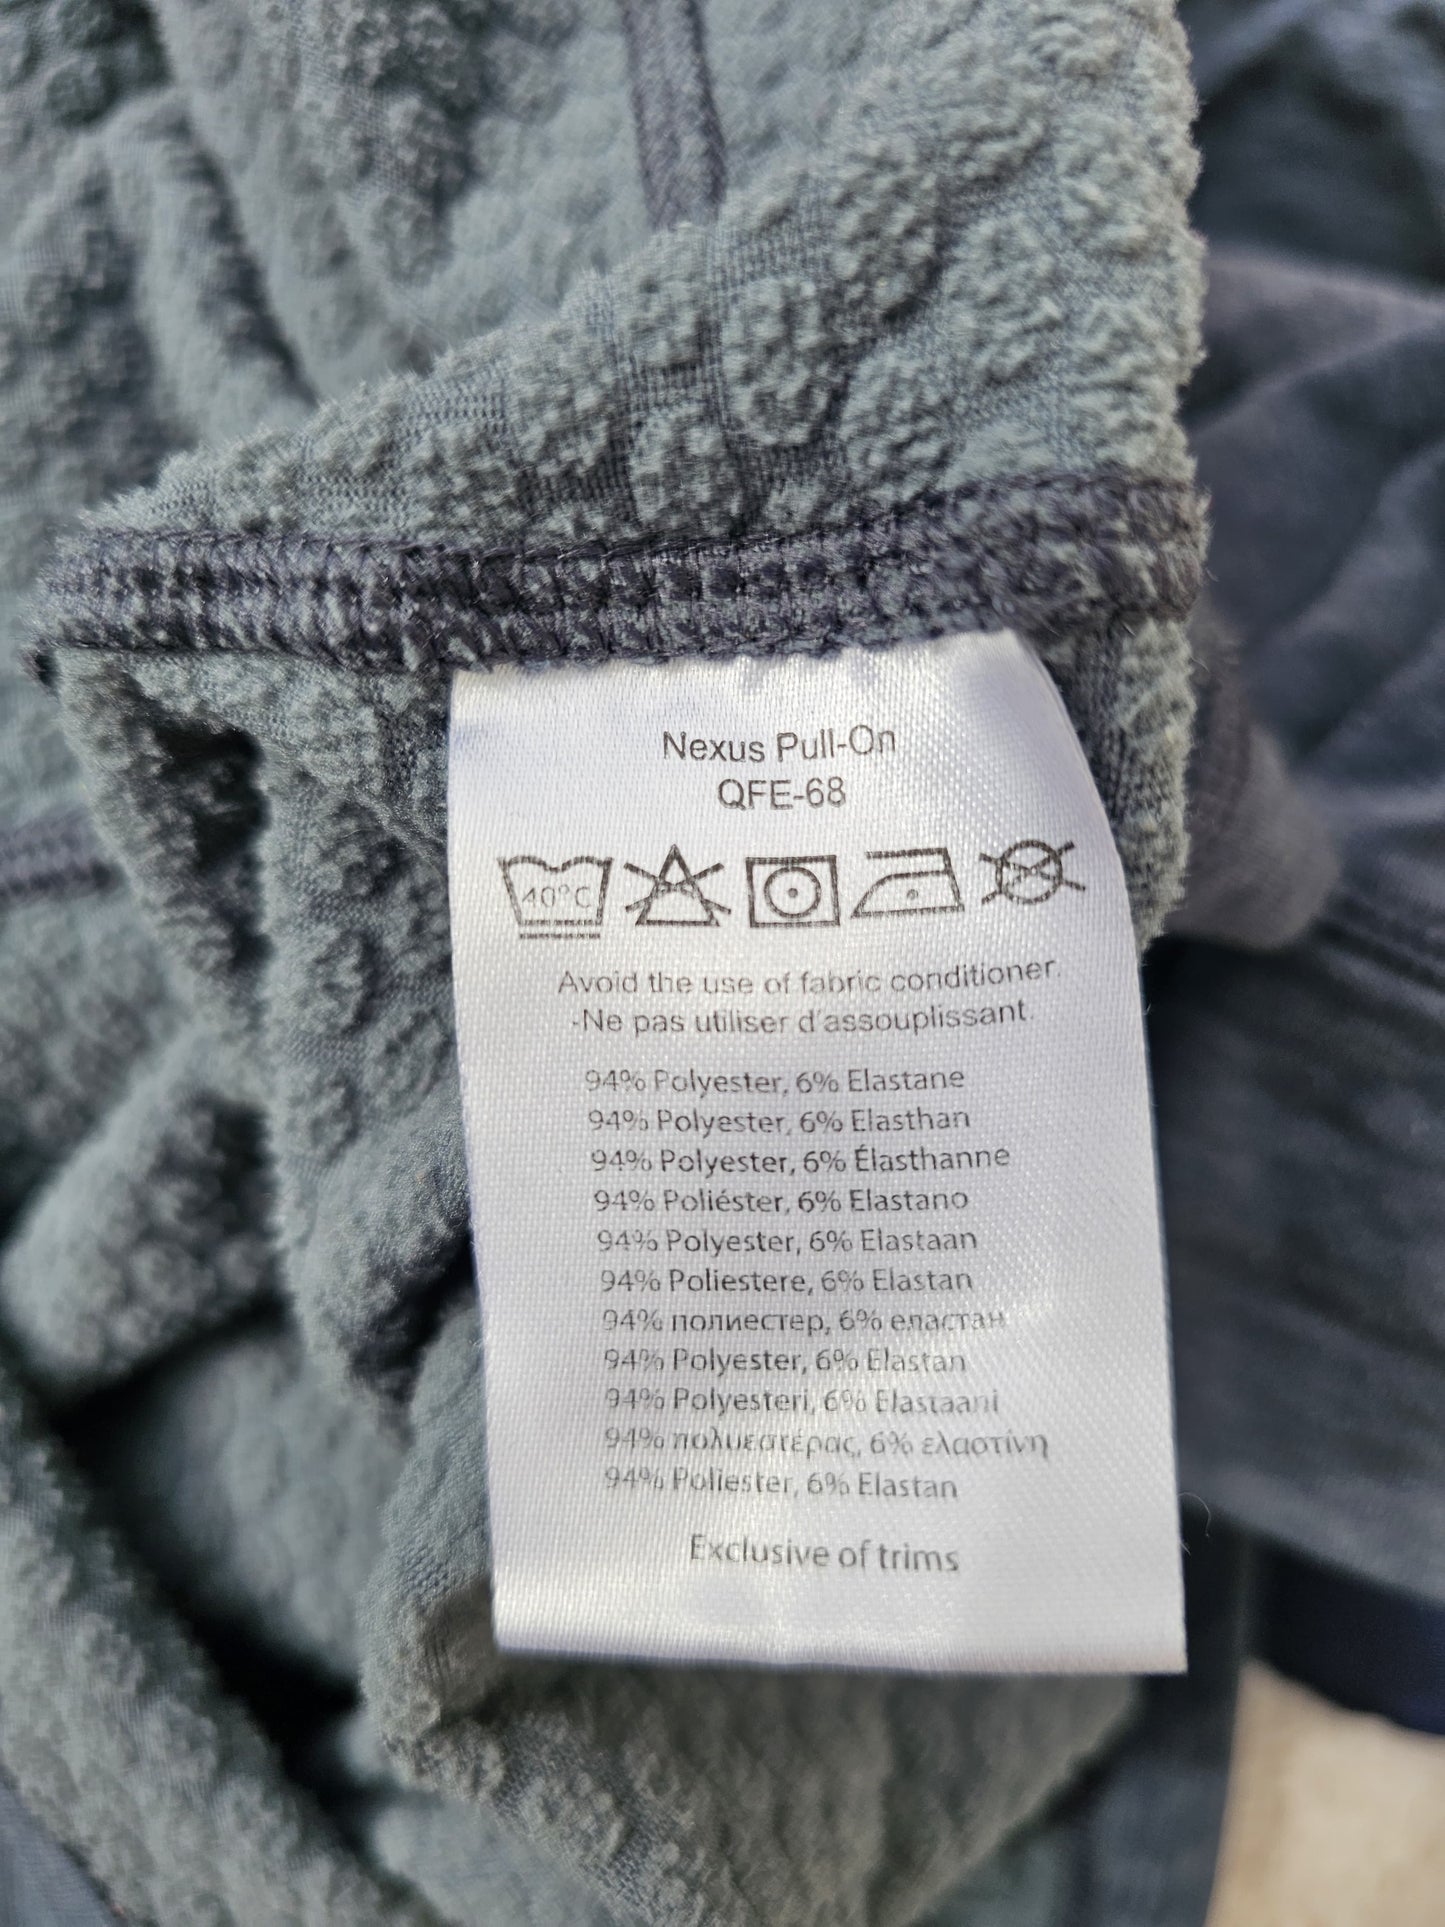 Nexus Pull-On
QFE-68
40°C
Avoid the use of fabric conditioner.
-Ne pas utiliser d'assouplissant.
94% Polyester, 6% Elastane
94% Polyester, 6% Elasthan
94% Polyester, 6% Élasthanne
94% Poliéster, 6% Elastano
94% Polyester, 6% Elastaan
94% Poliestere, 6% Elastan
94% полиестер, 6% еластан
94% Polyester, 6% Elastan
94% Polyesteri, 6% Elastaani
94% πολυεστέρας, 6% ελαστίνη
94% Poliester, 6% Elastan
Exclusive of trims